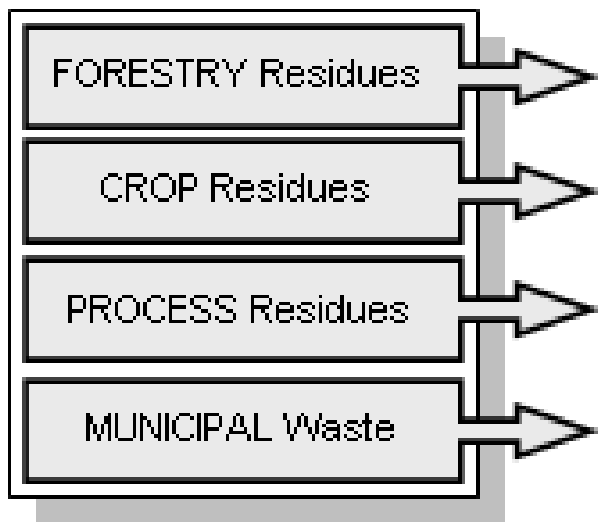 FORESTRY Residues
CROP Residues
PROCESS Residues
MUNICIPAL Waste